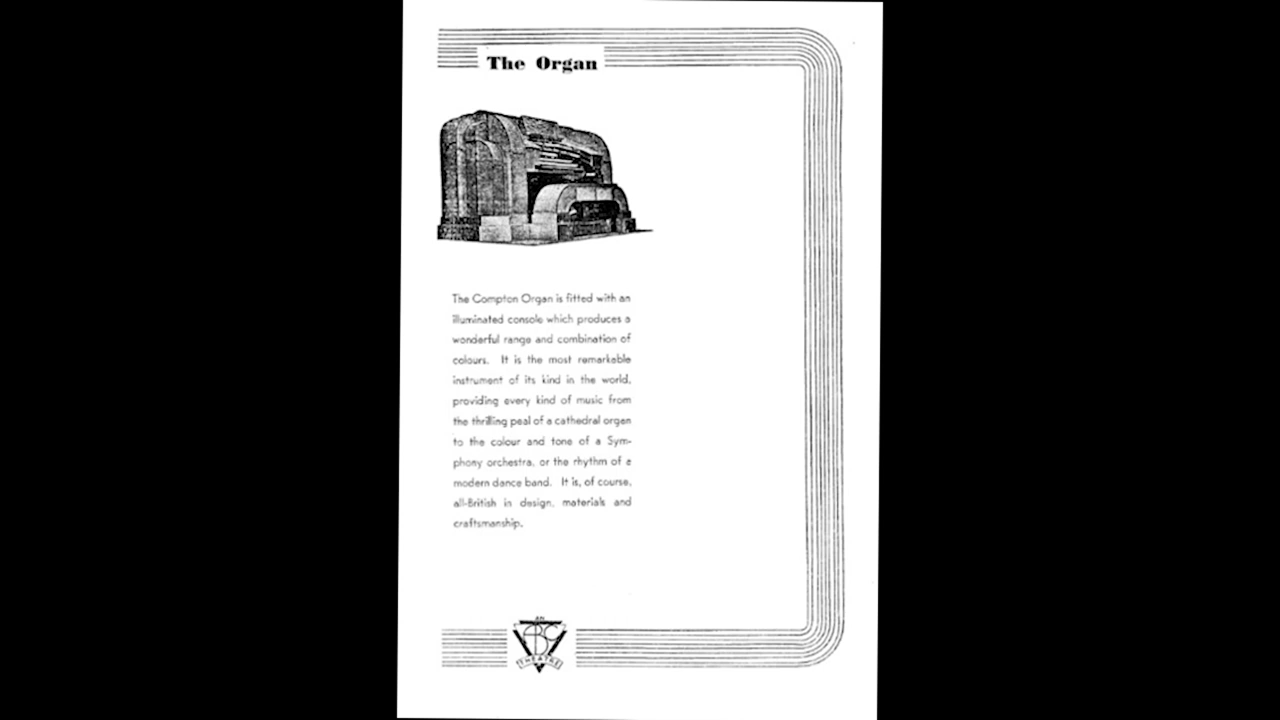 The Organ
The Compton Organ is fitted with an
illuminated console which produces a
wonderful range and combination of
colours. It is the most remarkable
instrument of its kind in the world,
providing every kind of music from
the thrilling peal of a cathedral organ
to the colour and tone of a Sym-
phony orchestra, or the rhythm of a
modern dance band. It is, of course,
all-British in design, materials and
craftsmanship.
AN
ABC
THEATRE